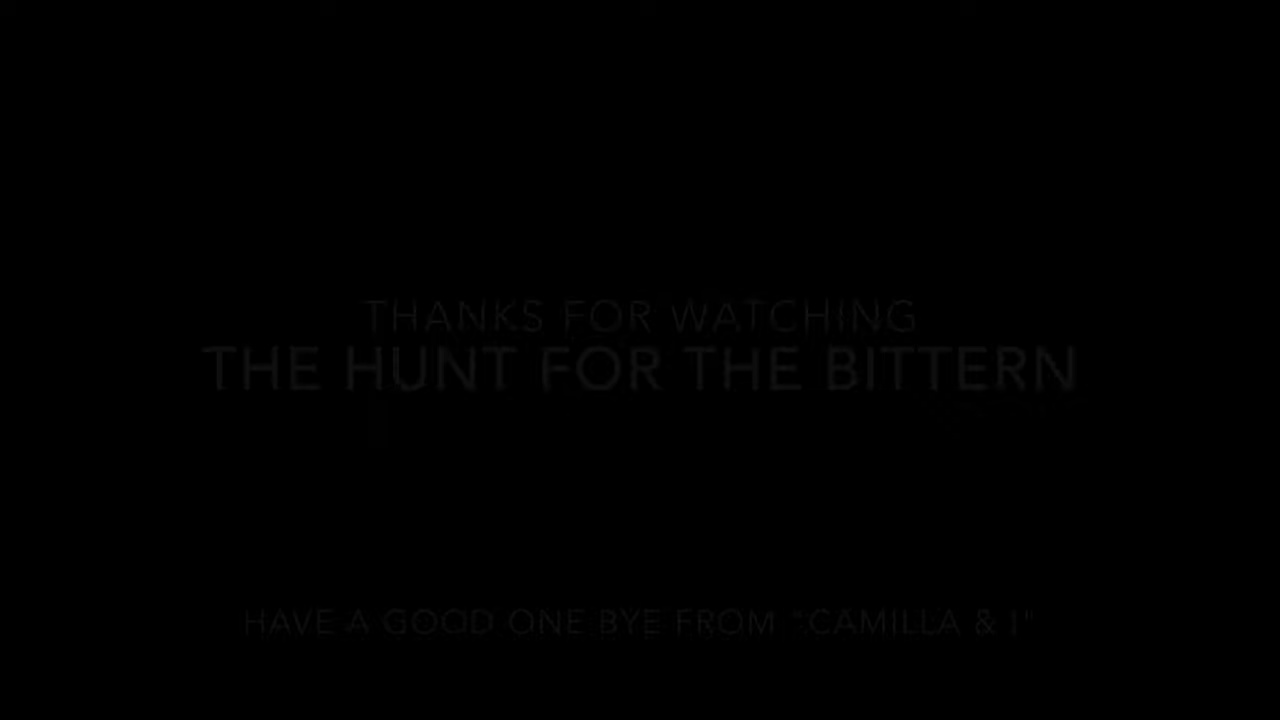 THANKS FOR WATCHING
THE HUNT FOR THE BITTERN
HAVE A GOOD ONE BYE FROM "CAMILLA & I"